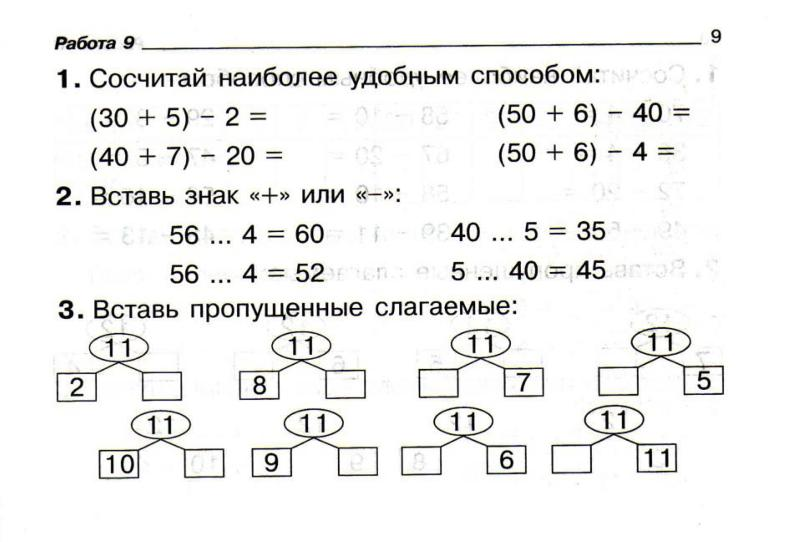 Работа 9 9
1. Сосчитай наиболее удобным способом:
(30 + 5) – 2 = (50 + 6) – 40 =
(40 + 7) – 20 = (50 + 6) – 4 =
2. Вставь знак «+» или «–»:
56 ... 4 = 60 40 ... 5 = 35
56 ... 4 = 52 5 ... 40 = 45
3. Вставь пропущенные слагаемые:
11 11 11 11
2 8 7 5
11 11 11 11
10 9 6 11